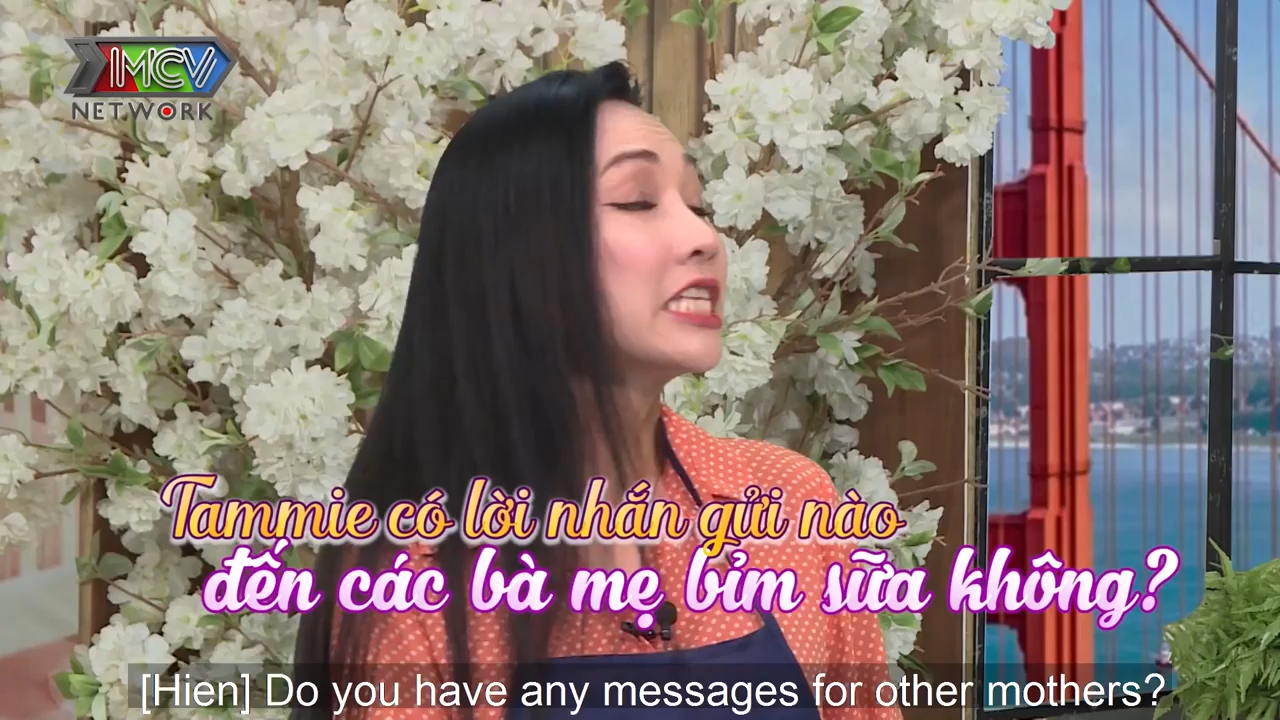 MCV
NETWORK
Tammie có lời nhắn gửi nào
đến các bà mẹ bỉm sữa không?
[Hien] Do you have any messages for other mothers?